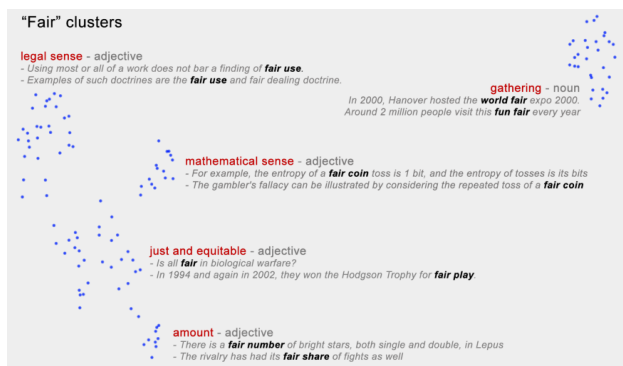 “Fair” clusters
legal sense - adjective
- Using most or all of a work does not bar a finding of fair use.
- Examples of such doctrines are the fair use and fair dealing doctrine.
gathering - noun
In 2000, Hanover hosted the world fair expo 2000.
Around 2 million people visit this fun fair every year
mathematical sense - adjective
- For example, the entropy of a fair coin toss is 1 bit, and the entropy of tosses is its bits
- The gambler's fallacy can be illustrated by considering the repeated toss of a fair coin
just and equitable - adjective
- Is all fair in biological warfare?
- In 1994 and again in 2002, they won the Hodgson Trophy for fair play.
amount - adjective
- There is a fair number of bright stars, both single and double, in Lepus
- The rivalry has had its fair share of fights as well